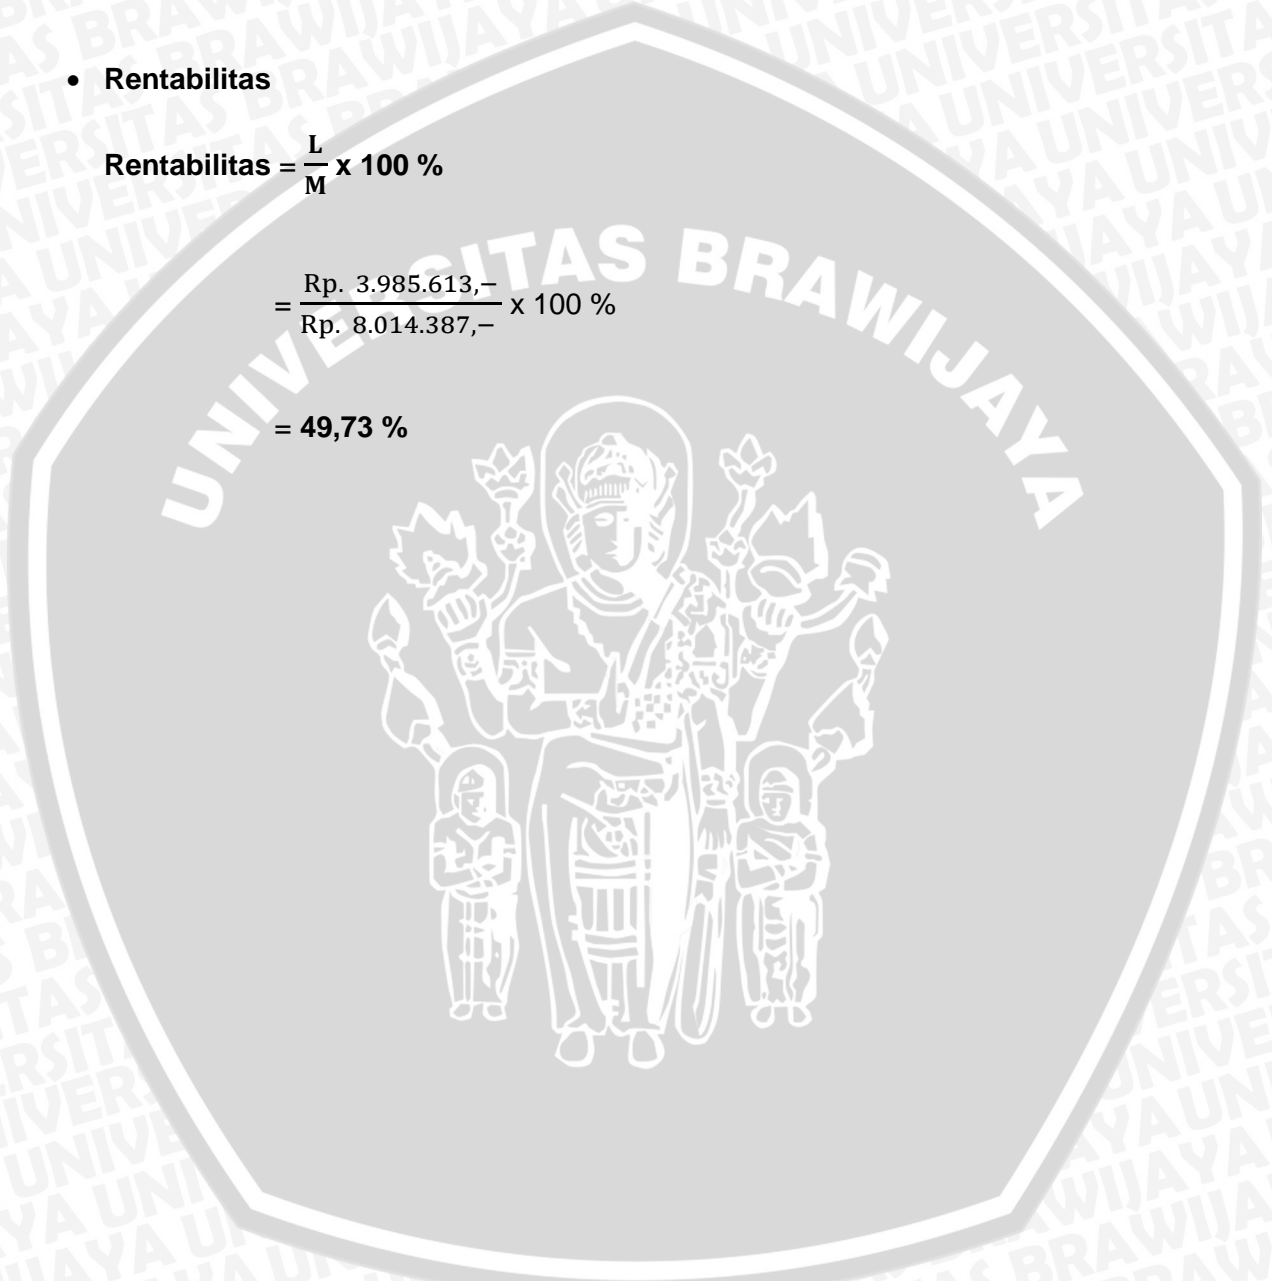 • Rentabilitas
Rentabilitas = L/M x 100 %
= Rp. 3.985.613,– / Rp. 8.014.387,– x 100 %
= 49,73 %
UNIVERSITAS BRAWIJAYA